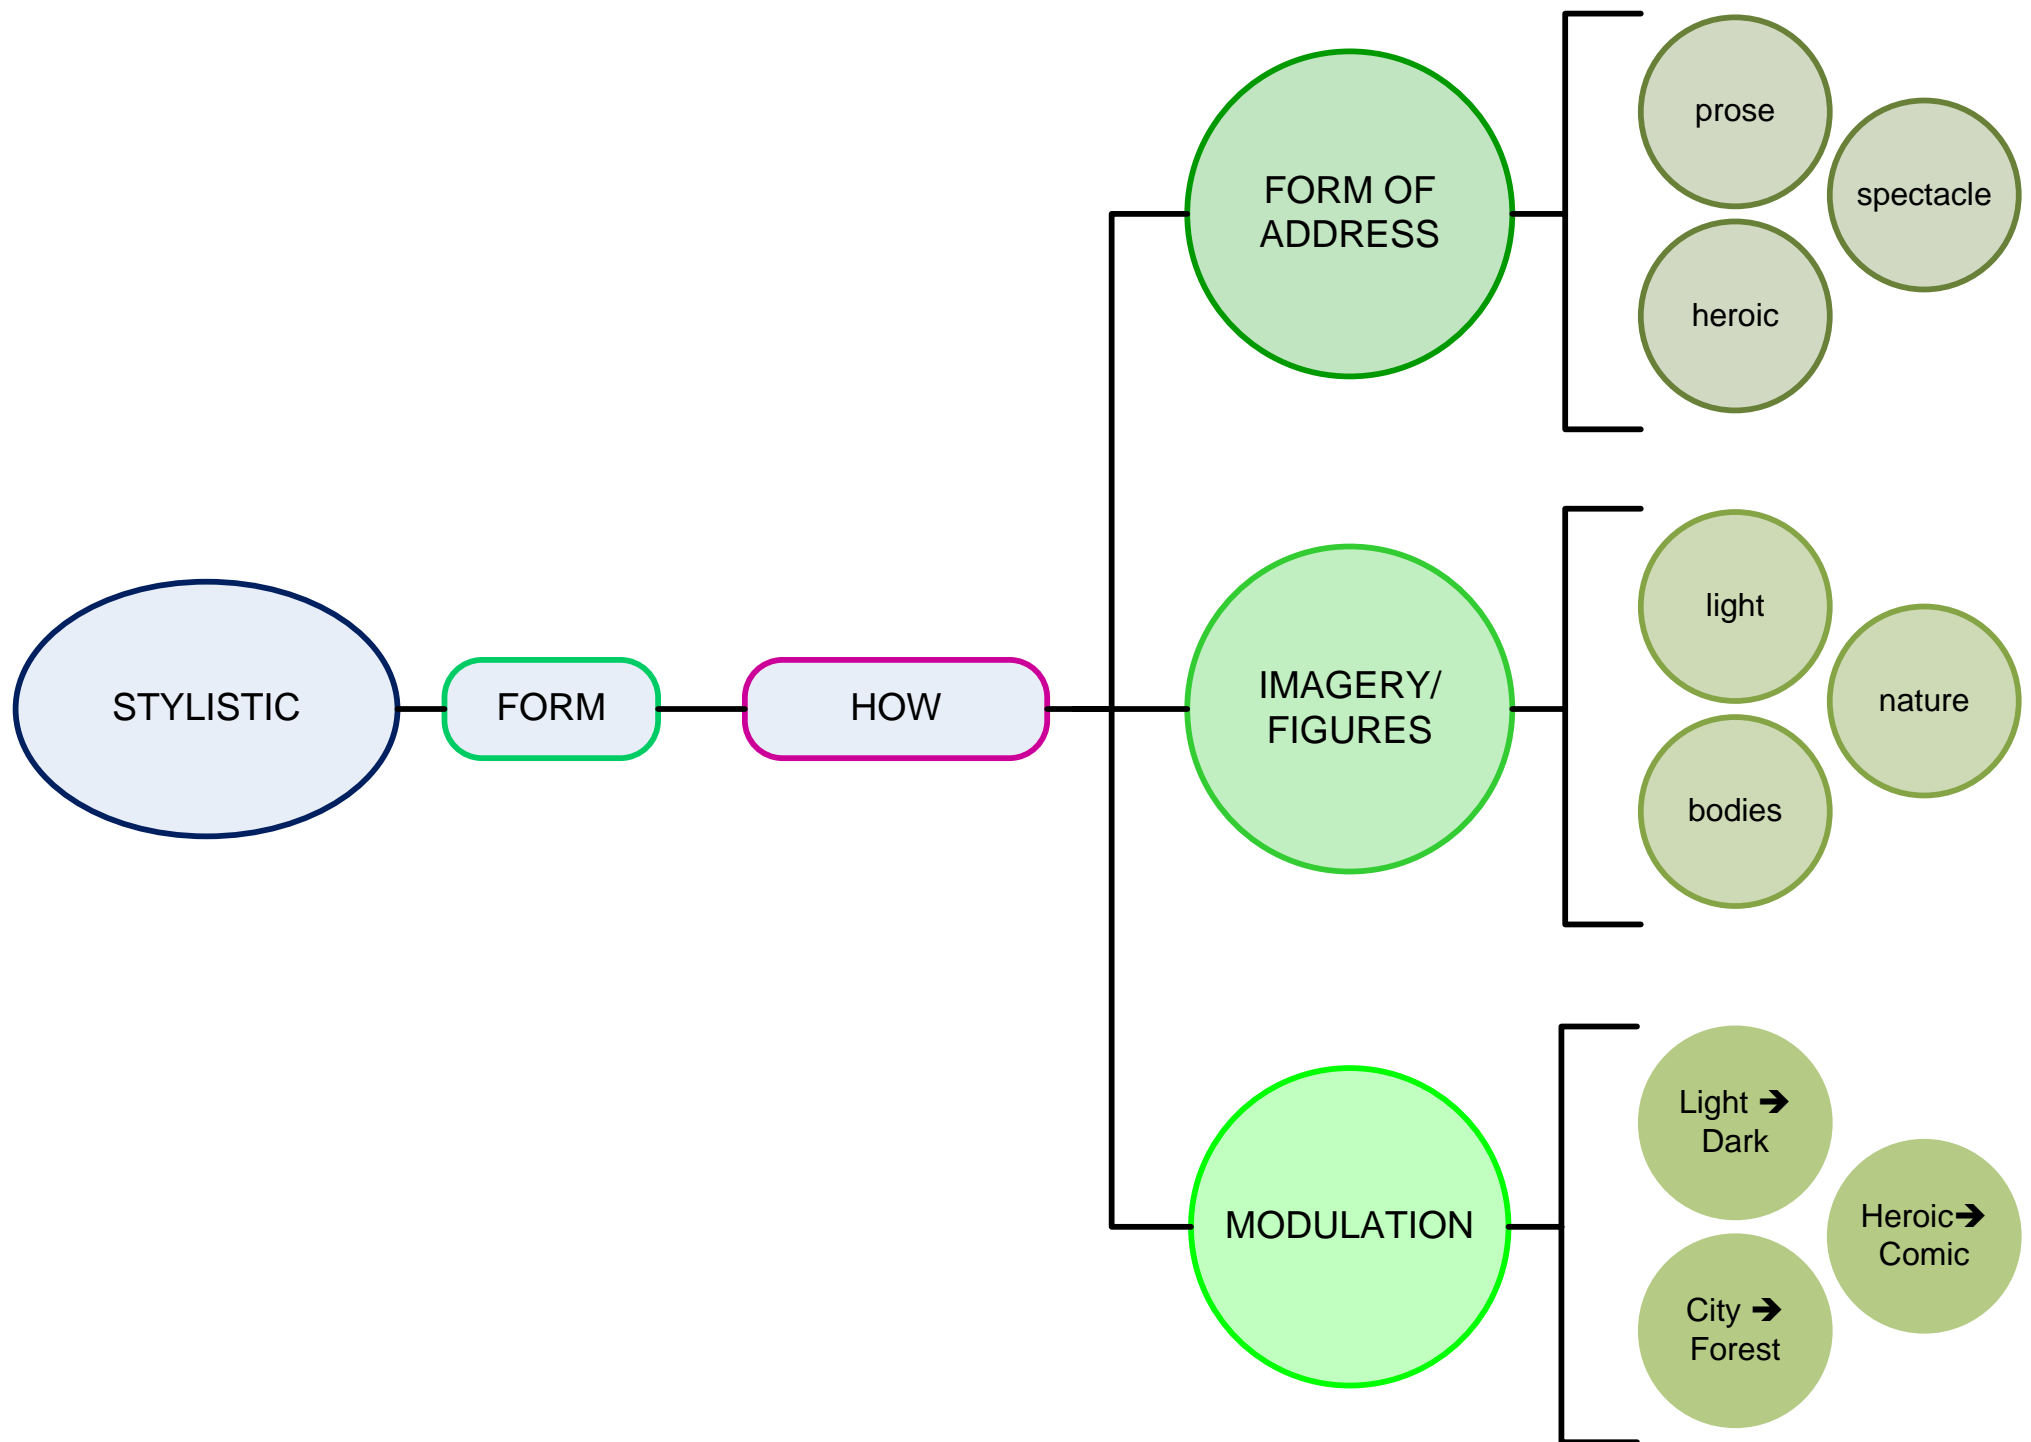 STYLISTIC
FORM
HOW
FORM OF
ADDRESS
prose
spectacle
heroic
IMAGERY/
FIGURES
light
nature
bodies
MODULATION
Light ➔
Dark
Heroic➔
Comic
City ➔
Forest